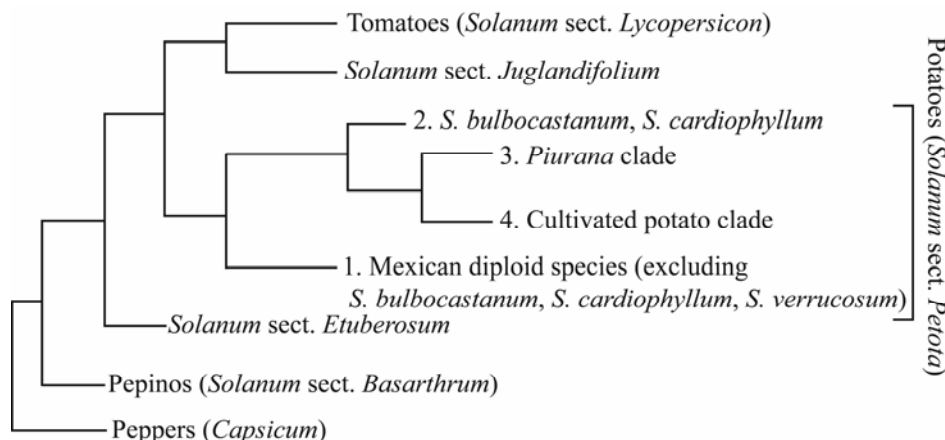 Tomatoes (Solanum sect. Lycopersicon)
Solanum sect. Juglandifolium
2. S. bulbocastanum, S. cardiophyllum
3. Piurana clade
4. Cultivated potato clade
1. Mexican diploid species (excluding
S. bulbocastanum, S. cardiophyllum, S. verrucosum)
Solanum sect. Etuberosum
Pepinos (Solanum sect. Basarthrum)
Peppers (Capsicum)
Potatoes (Solanum sect. Petota)